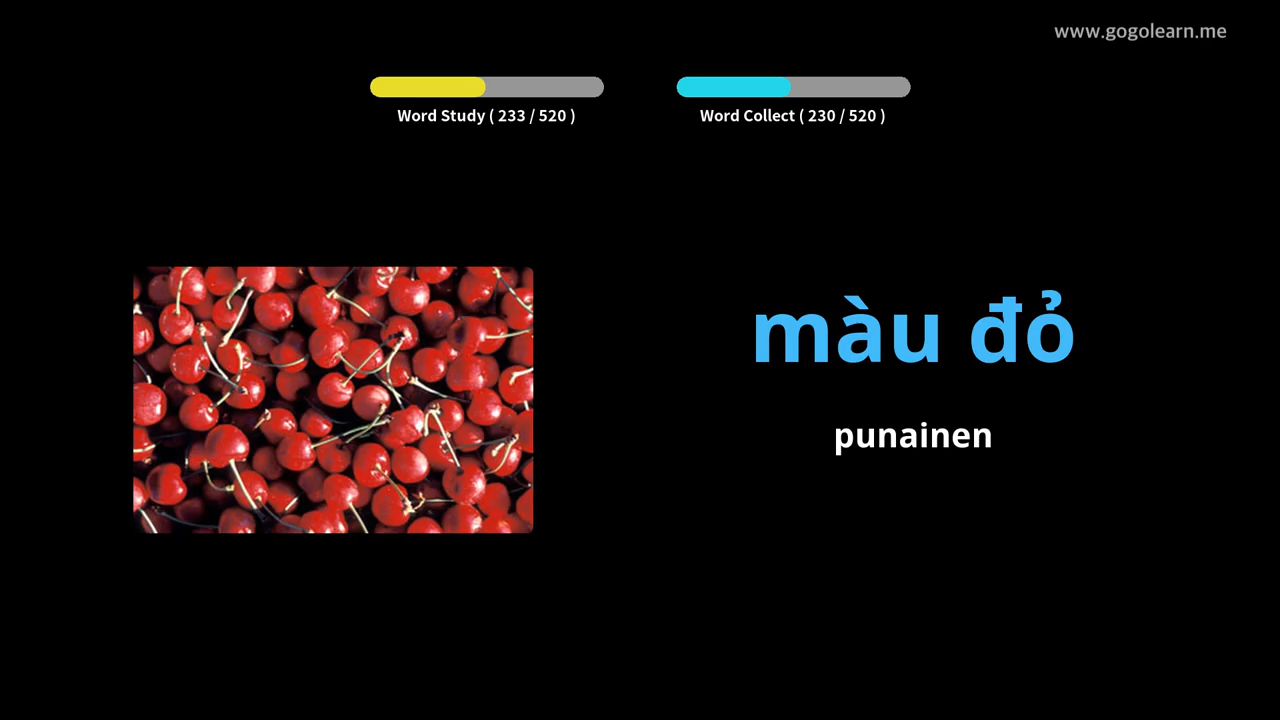 www.gogolearn.me
Word Study ( 233 / 520 )
Word Collect ( 230 / 520 )
màu đỏ
punainen